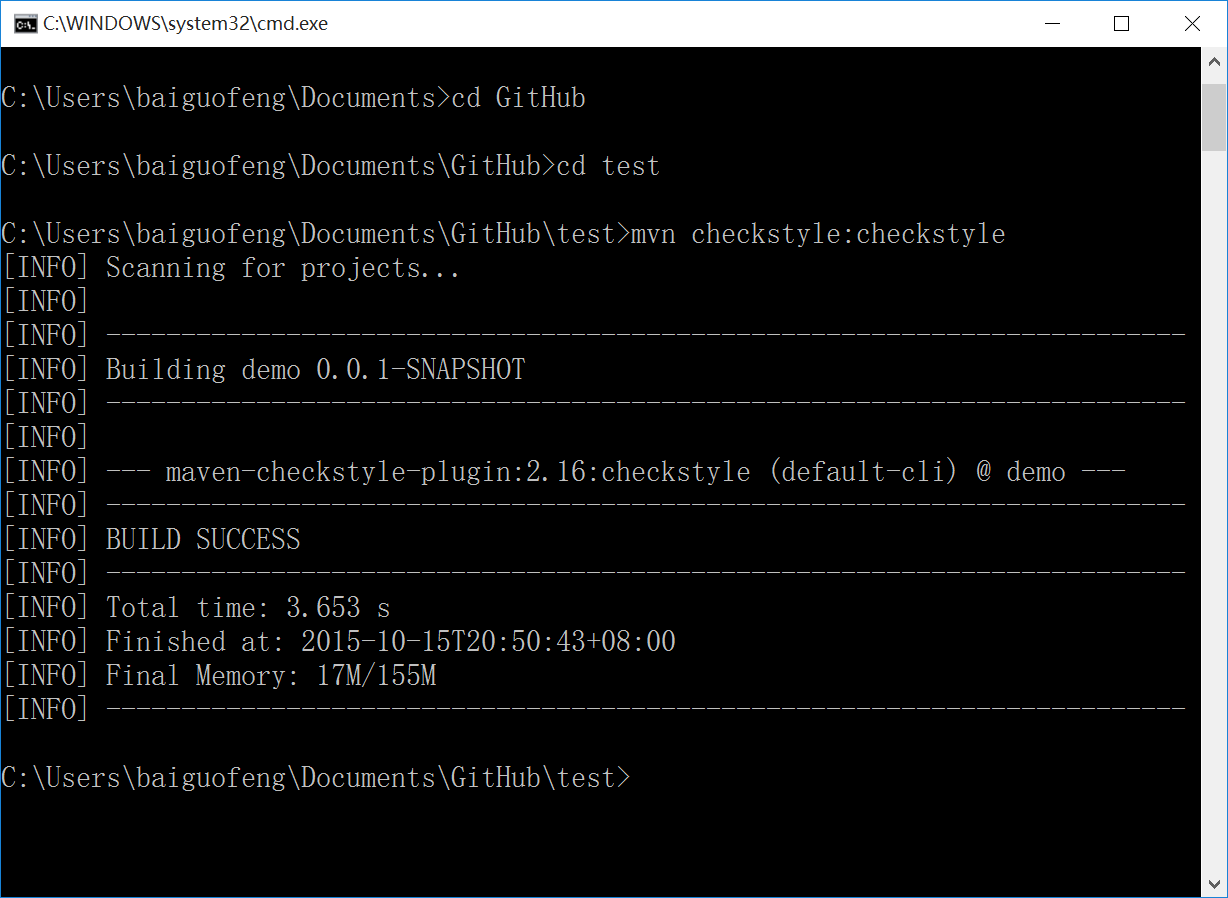 C:\WINDOWS\system32\cmd.exe
C:\Users\baiguofeng\Documents>cd GitHub
C:\Users\baiguofeng\Documents\GitHub>cd test
C:\Users\baiguofeng\Documents\GitHub\test>mvn checkstyle:checkstyle
[INFO] Scanning for projects...
[INFO]
[INFO] ------------------------------------------------------------------------
[INFO] Building demo 0.0.1-SNAPSHOT
[INFO] ------------------------------------------------------------------------
[INFO]
[INFO] --- maven-checkstyle-plugin:2.16:checkstyle (default-cli) @ demo ---
[INFO] ------------------------------------------------------------------------
[INFO] BUILD SUCCESS
[INFO] ------------------------------------------------------------------------
[INFO] Total time: 3.653 s
[INFO] Finished at: 2015-10-15T20:50:43+08:00
[INFO] Final Memory: 17M/155M
[INFO] ------------------------------------------------------------------------
C:\Users\baiguofeng\Documents\GitHub\test>